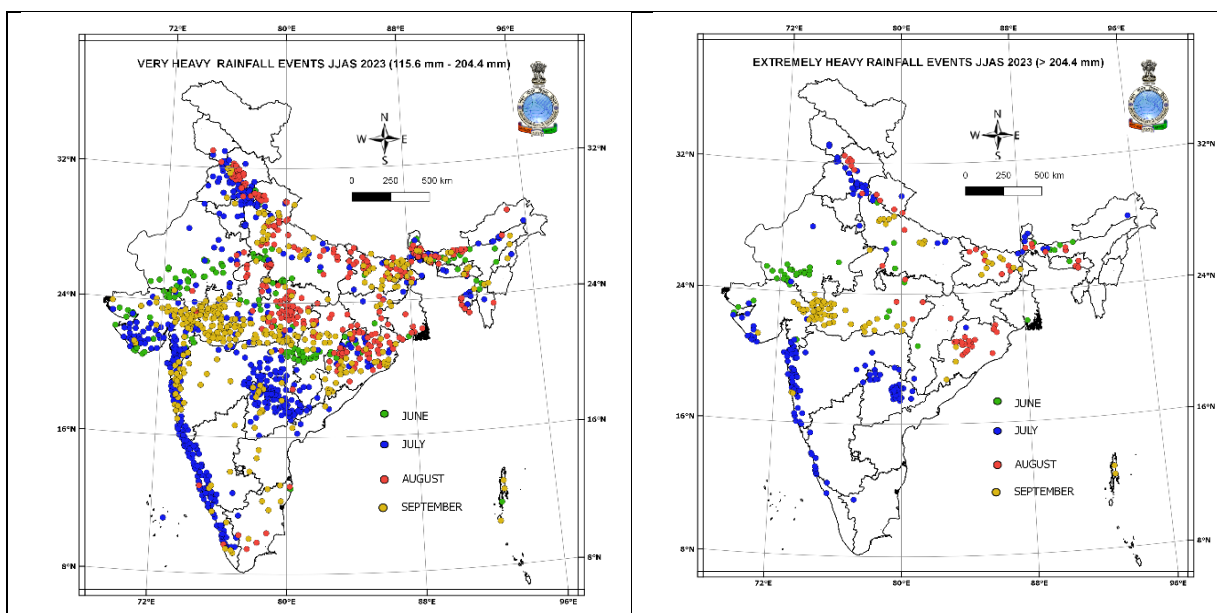 72°E 80°E 88°E 96°E
VERY HEAVY RAINFALL EVENTS JJAS 2023 (115.6 mm - 204.4 mm)
N
W E
S
32°N 32°N
0 250 500 km
24°N 24°N
JUNE
16°N 16°N
JULY
AUGUST
SEPTEMBER
8°N 8°N
72°E 80°E 88°E 96°E
72°E 80°E 88°E 96°E
EXTREMELY HEAVY RAINFALL EVENTS JJAS 2023 (> 204.4 mm)
N
W E
S
32°N 32°N
0 250 500 km
24°N 24°N
JUNE
16°N 16°N
JULY
AUGUST
SEPTEMBER
8°N 8°N
72°E 80°E 88°E 96°E